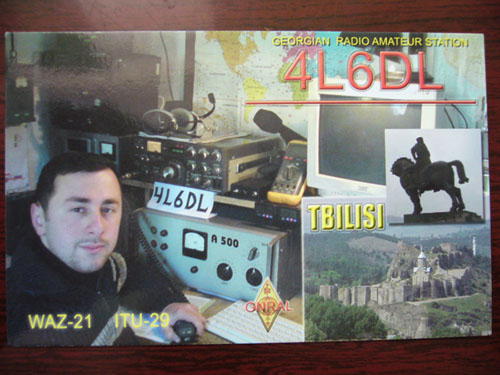 GEORGIAN RADIO AMATEUR STATION
4L6DL
4L6DL
A 500
TBILISI
ONRAL
WAZ-21 ITU-29